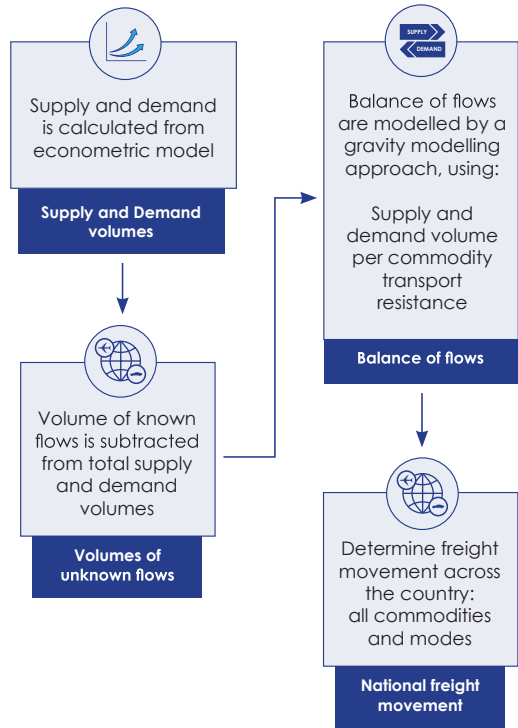 Supply and demand
is calculated from
econometric model
Supply and Demand
volumes
Volume of known
flows is subtracted
from total supply
and demand
volumes
Volumes of
unknown flows
SUPPLY
DEMAND
Balance of flows
are modelled by a
gravity modelling
approach, using:
Supply and
demand volume
per commodity
transport
resistance
Balance of flows
Determine freight
movement across
the country:
all commodities
and modes
National freight
movement